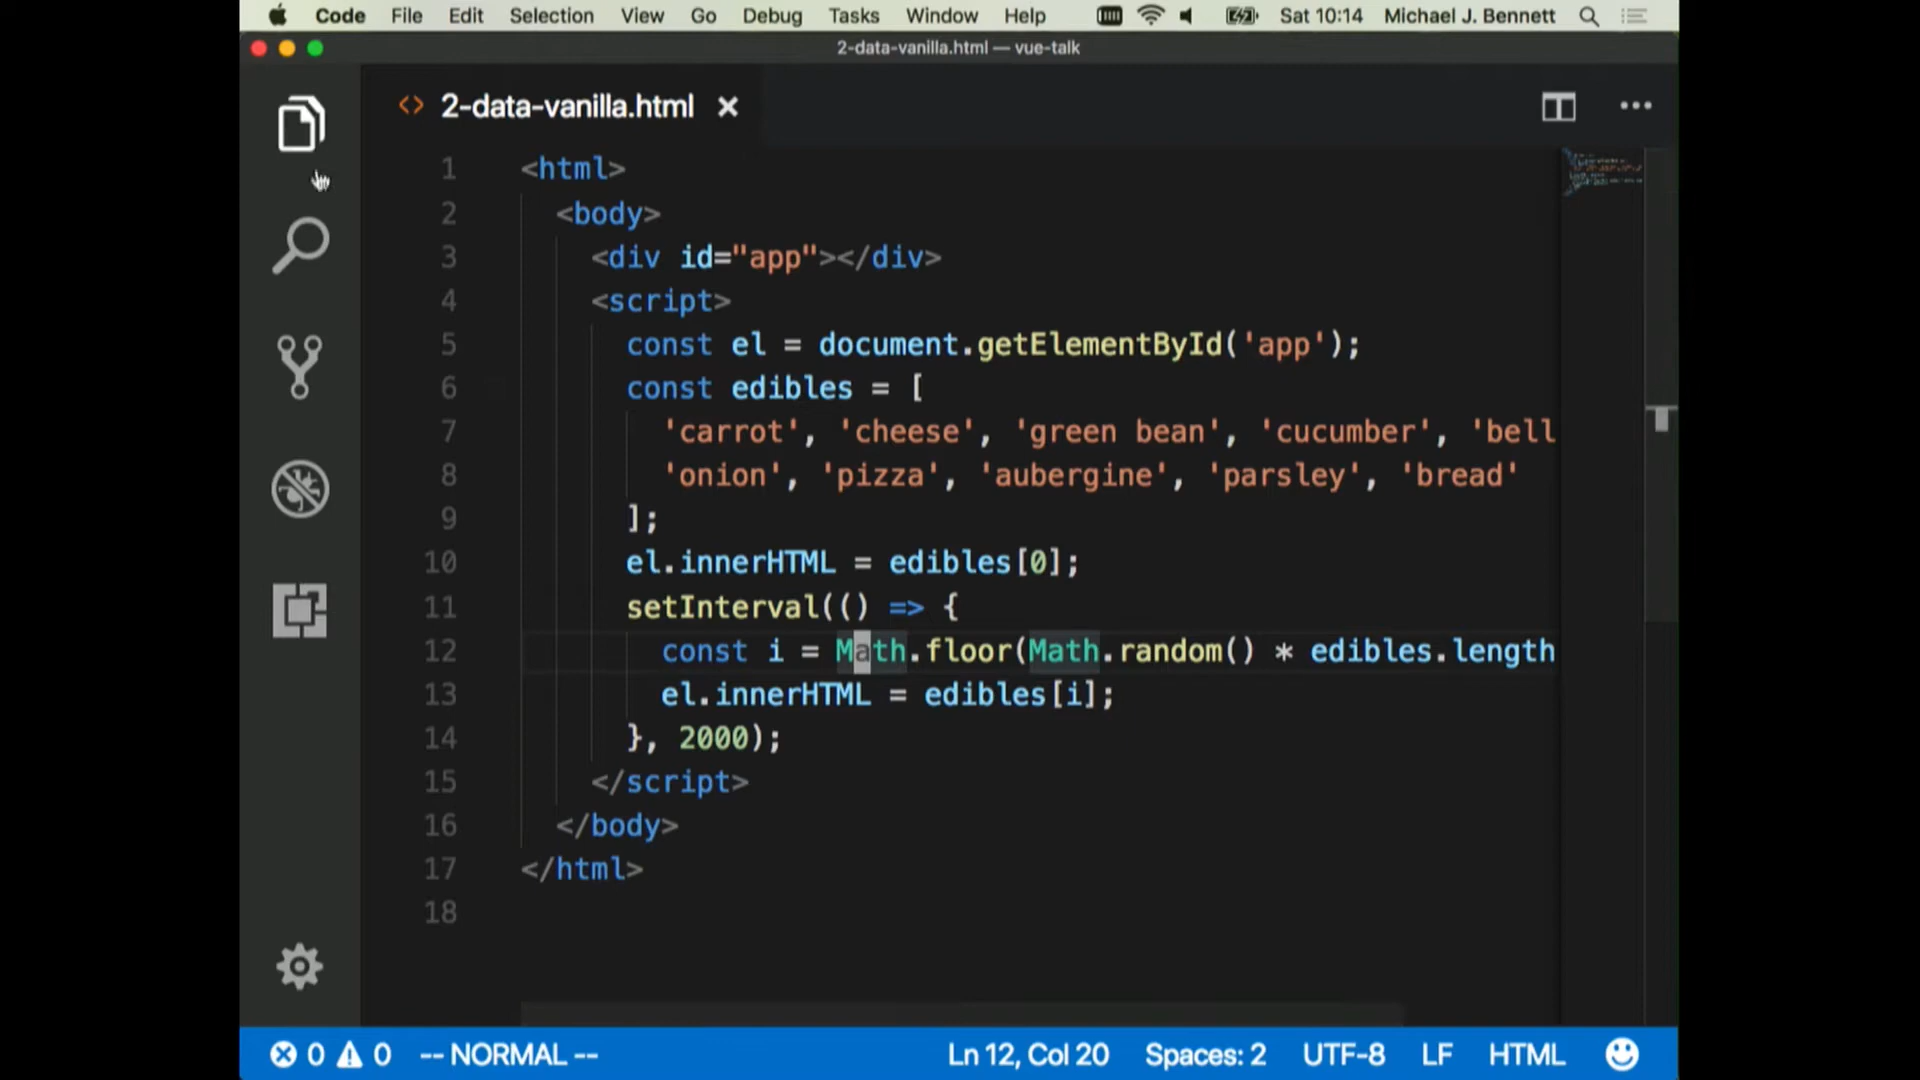 Code File Edit Selection View Go Debug Tasks Window Help Sat 10:14 Michael J. Bennett
2-data-vanilla.html — vue-talk
<> 2-data-vanilla.html ×
1 <html>
2 <body>
3 <div id="app"></div>
4 <script>
5 const el = document.getElementById('app');
6 const edibles = [
7 'carrot', 'cheese', 'green bean', 'cucumber', 'bell
8 'onion', 'pizza', 'aubergine', 'parsley', 'bread'
9 ];
10 el.innerHTML = edibles[0];
11 setInterval(() => {
12 const i = Math.floor(Math.random() * edibles.length
13 el.innerHTML = edibles[i];
14 }, 2000);
15 </script>
16 </body>
17 </html>
18
0 0 -- NORMAL -- Ln 12, Col 20 Spaces: 2 UTF-8 LF HTML